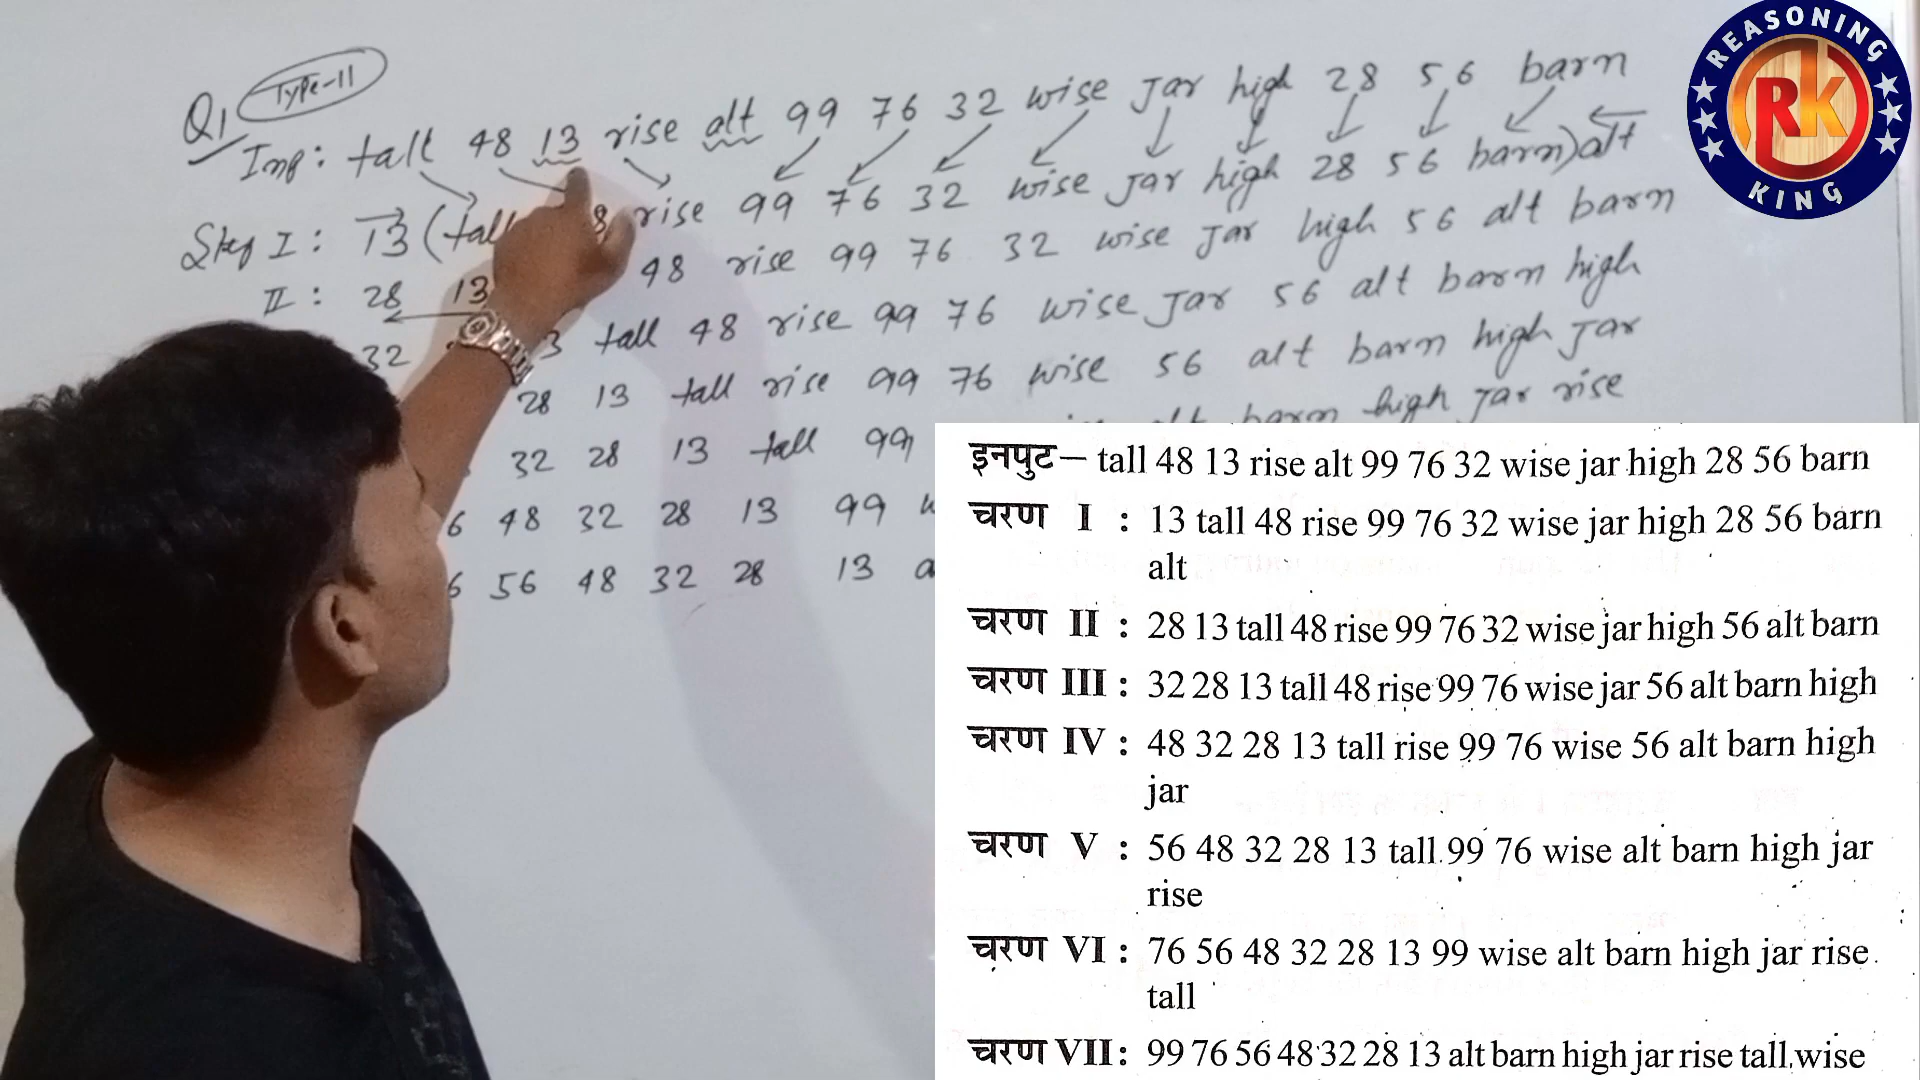 Q1 Type-II
Inp: tall 48 13 rise alt 99 76 32 wise Jar high 28 56 barn
Step I: 13 (tall 8 rise 99 76 32 wise Jar high 28 56 barn) alt
II: 28 13 48 rise 99 76 32 wise Jar high 56 alt barn
32 3 tall 48 rise 99 76 wise Jar 56 alt barn high
28 13 tall rise 99 76 wise 56 alt barn high Jar
32 28 13 tall 99 alt barn high Jar rise
6 48 32 28 13 99
6 56 48 32 28 13
REASONING
RK
KING
इनपुट— tall 48 13 rise alt 99 76 32 wise jar high 28 56 barn
चरण I : 13 tall 48 rise 99 76 32 wise jar high 28 56 barn
alt
चरण II : 28 13 tall 48 rise 99 76 32 wise jar high 56 alt barn
चरण III : 32 28 13 tall 48 rise 99 76 wise jar 56 alt barn high
चरण IV : 48 32 28 13 tall rise 99 76 wise 56 alt barn high
jar
चरण V : 56 48 32 28 13 tall 99 76 wise alt barn high jar
rise
चरण VI : 76 56 48 32 28 13 99 wise alt barn high jar rise
tall
चरण VII : 99 76 56 48 32 28 13 alt barn high jar rise tall wise